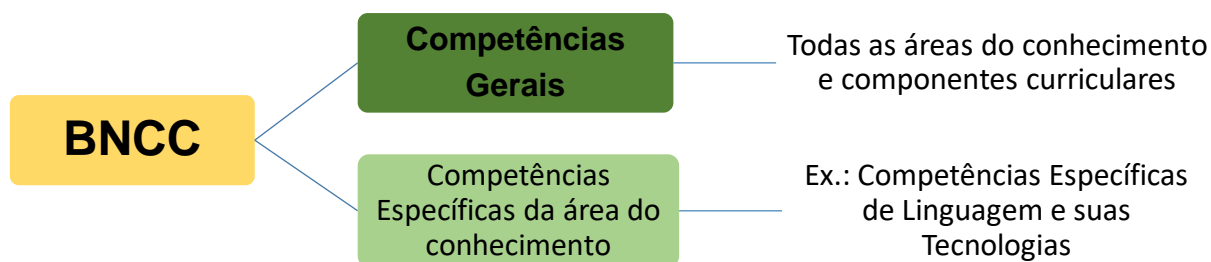 BNCC
Competências
Gerais
Todas as áreas do conhecimento
e componentes curriculares
Competências
Específicas da área do
conhecimento
Ex.: Competências Específicas
de Linguagem e suas
Tecnologias